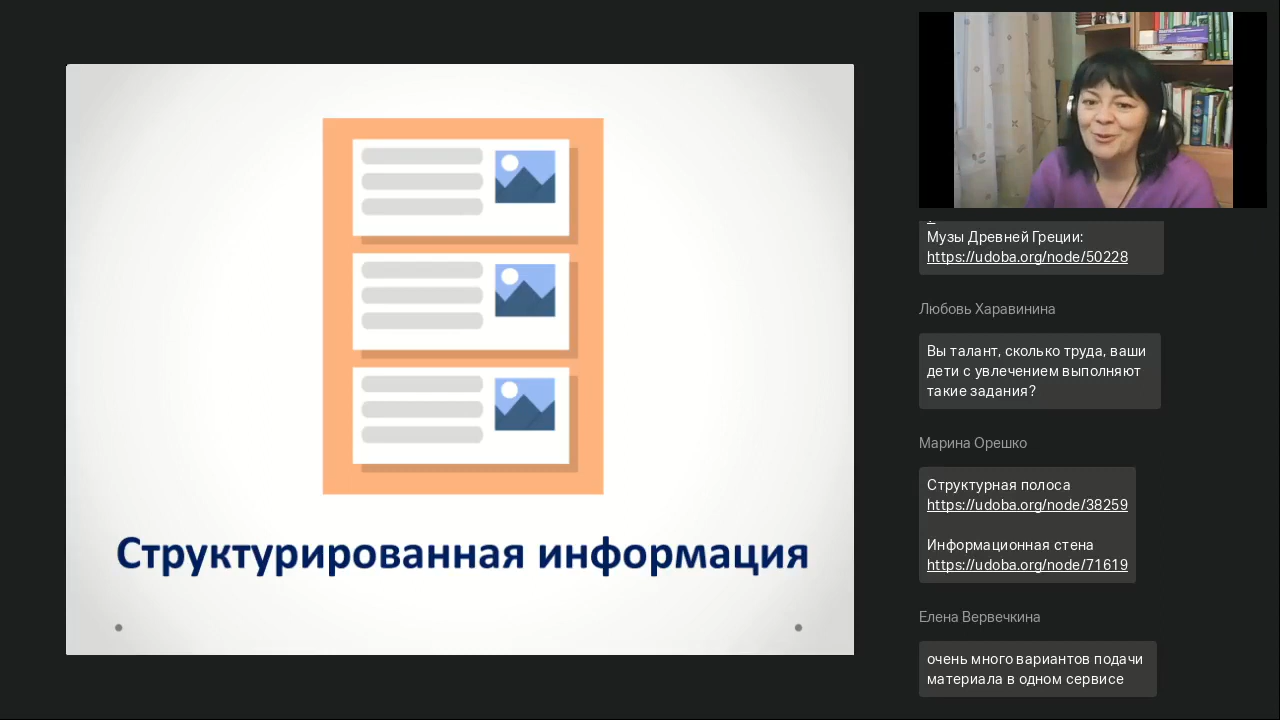 Структурированная информация
Музы Древней Греции:
https://udoba.org/node/50228
Любовь Харавинина
Вы талант, сколько труда, ваши
дети с увлечением выполняют
такие задания?
Марина Орешко
Структурная полоса
https://udoba.org/node/38259
Информационная стена
https://udoba.org/node/71619
Елена Вервечкина
очень много вариантов подачи
материала в одном сервисе